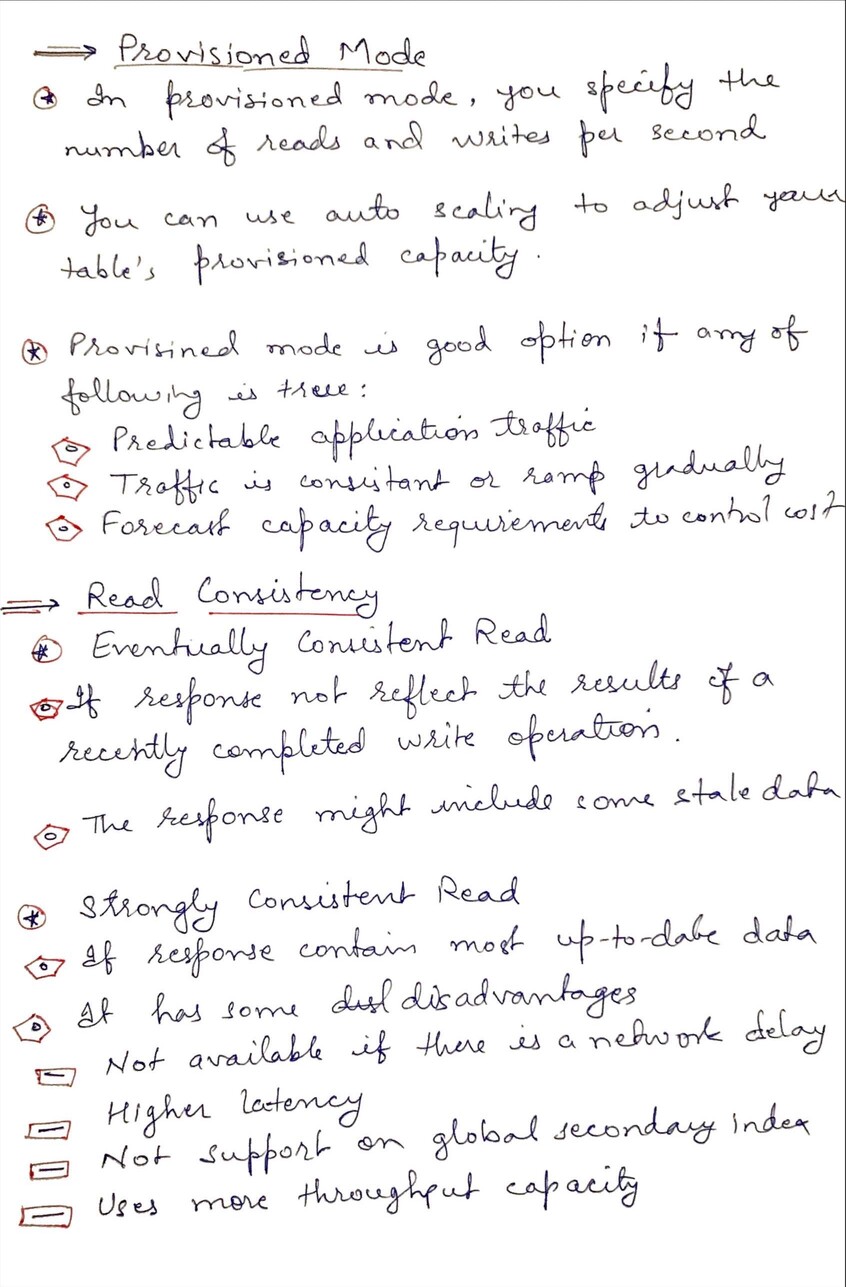 Provisioned Mode
In provisioned mode, you specify the
number of reads and writes per second
You can use auto scaling to adjust your
table's provisioned capacity.
Provisined mode is good option if any of
following is true:
Predictable application traffic
Traffic is consistant or ramp gradually
Forecast capacity requirements to control cost
Read Consistency
Eventually Consistent Read
If response not reflect the results of a
recently completed write operation.
The response might include some stale data
Strongly Consistent Read
If response contain most up-to-date data
It has some disadvantages
Not available if there is a network delay
Higher latency
Not support on global secondary index
Uses more throughput capacity